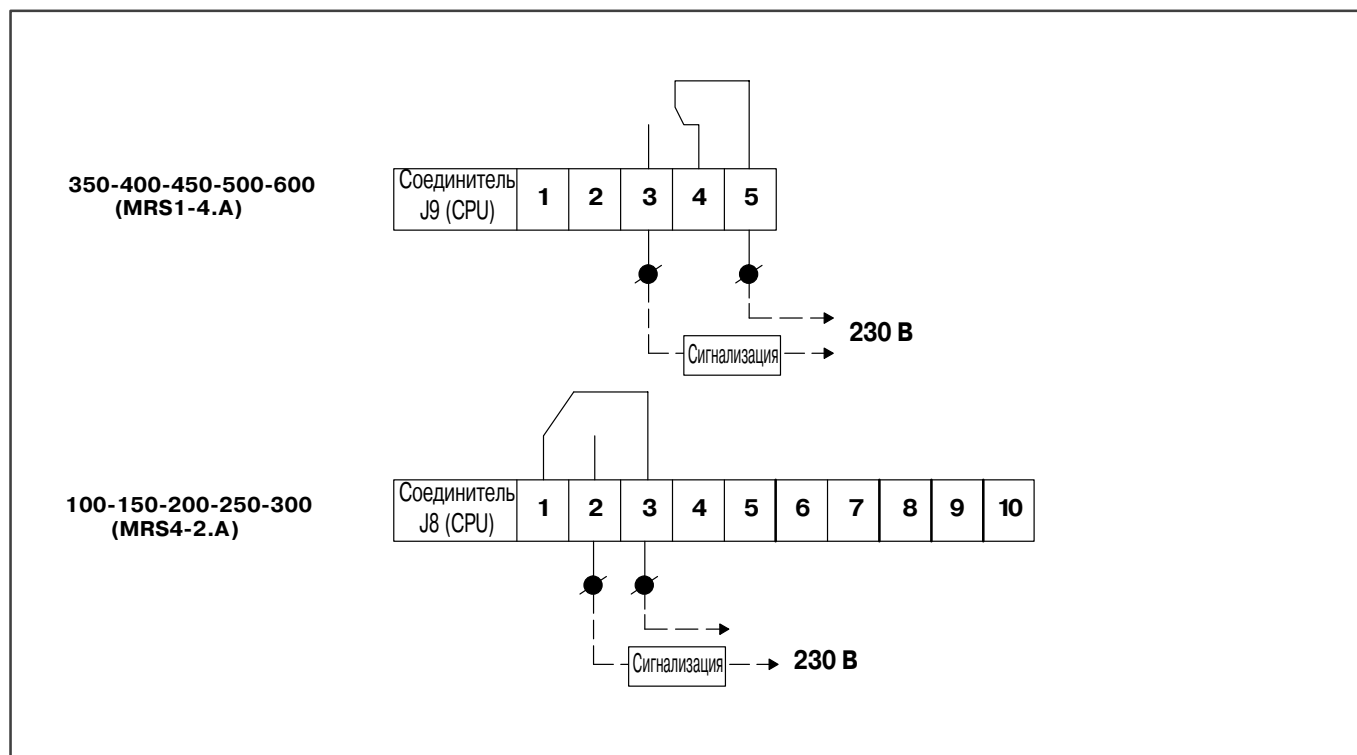 350-400-450-500-600
(MRS1-4.A)
Соединитель
J9 (CPU)
1 2 3 4 5
230 В
Сигнализация
100-150-200-250-300
(MRS4-2.A)
Соединитель
J8 (CPU)
1 2 3 4 5 6 7 8 9 10
Сигнализация
230 В